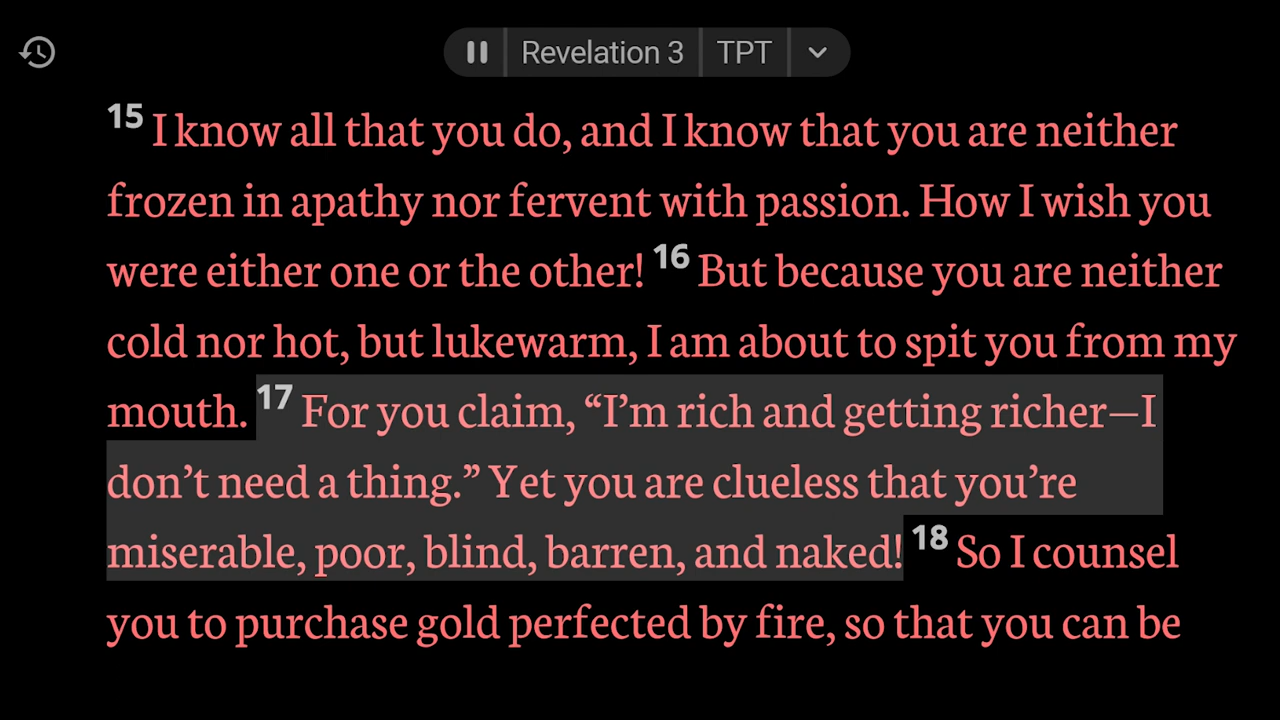 Revelation 3 TPT
15 I know all that you do, and I know that you are neither
frozen in apathy nor fervent with passion. How I wish you
were either one or the other! 16 But because you are neither
cold nor hot, but lukewarm, I am about to spit you from my
mouth. 17 For you claim, “I’m rich and getting richer—I
don’t need a thing.” Yet you are clueless that you’re
miserable, poor, blind, barren, and naked! 18 So I counsel
you to purchase gold perfected by fire, so that you can be